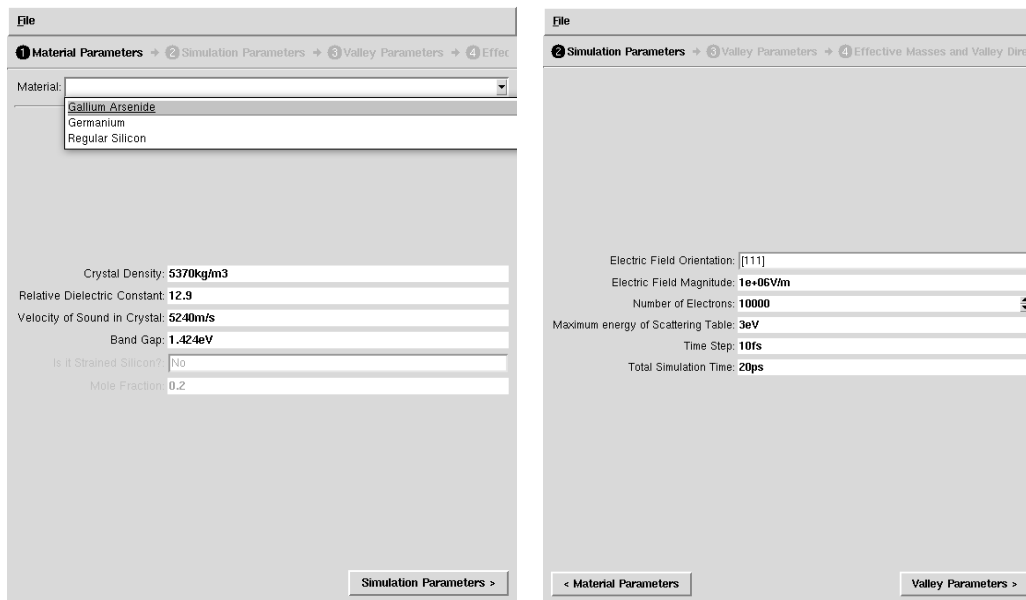 File
1 Material Parameters → 2 Simulation Parameters → 3 Valley Parameters → 4 Effec
Material:
Gallium Arsenide
Germanium
Regular Silicon
Crystal Density: 5370kg/m3
Relative Dielectric Constant: 12.9
Velocity of Sound in Crystal: 5240m/s
Band Gap: 1.424eV
Is it Strained Silicon?: No
Mole Fraction: 0.2
Simulation Parameters >
File
2 Simulation Parameters → 3 Valley Parameters → 4 Effective Masses and Valley Dire
Electric Field Orientation: [111]
Electric Field Magnitude: 1e+06V/m
Number of Electrons: 10000
Maximum energy of Scattering Table: 3eV
Time Step: 10fs
Total Simulation Time: 20ps
< Material Parameters
Valley Parameters >